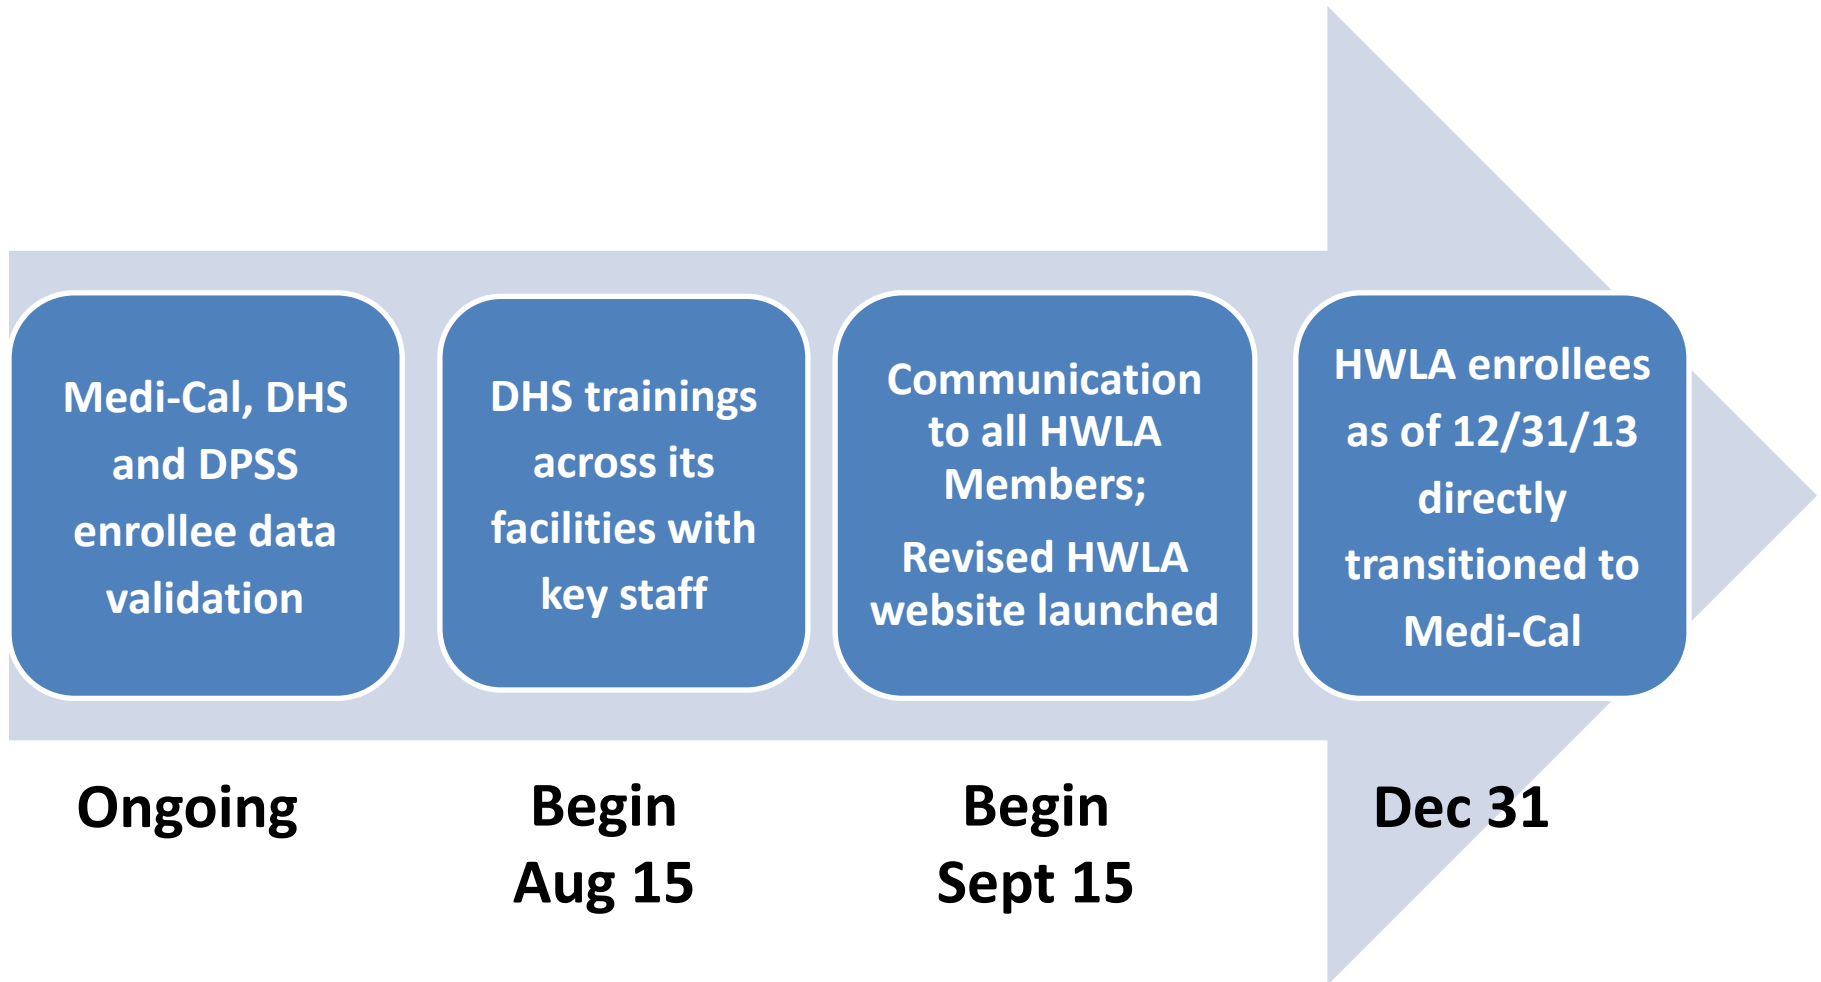 Medi-Cal, DHS
and DPSS
enrollee data
validation
DHS trainings
across its
facilities with
key staff
Communication
to all HWLA
Members;
Revised HWLA
website launched
HWLA enrollees
as of 12/31/13
directly
transitioned to
Medi-Cal
Ongoing
Begin
Aug 15
Begin
Sept 15
Dec 31